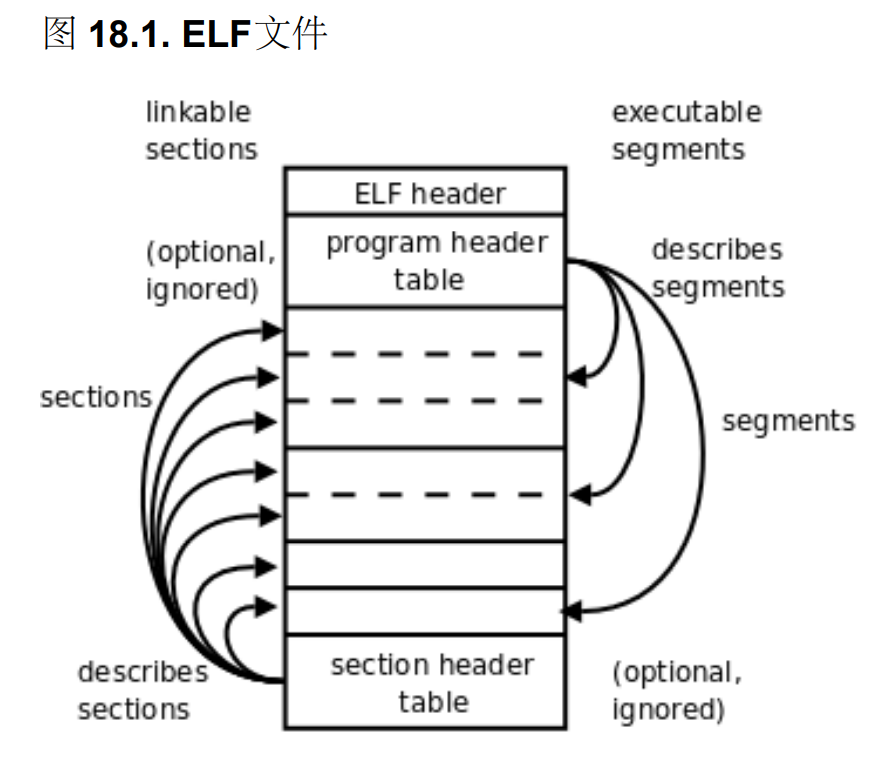 图 18.1. ELF文件
linkable
sections
executable
segments
ELF header
(optional,
ignored)
program header
table
describes
segments
sections
segments
describes
sections
section header
table
(optional,
ignored)